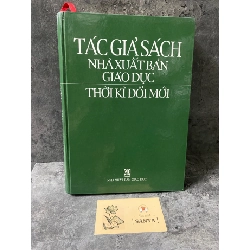 TÁC GIẢ SÁCH
NHÀ XUẤT BẢN
GIÁO DỤC
THỜI KÌ ĐỔI MỚI